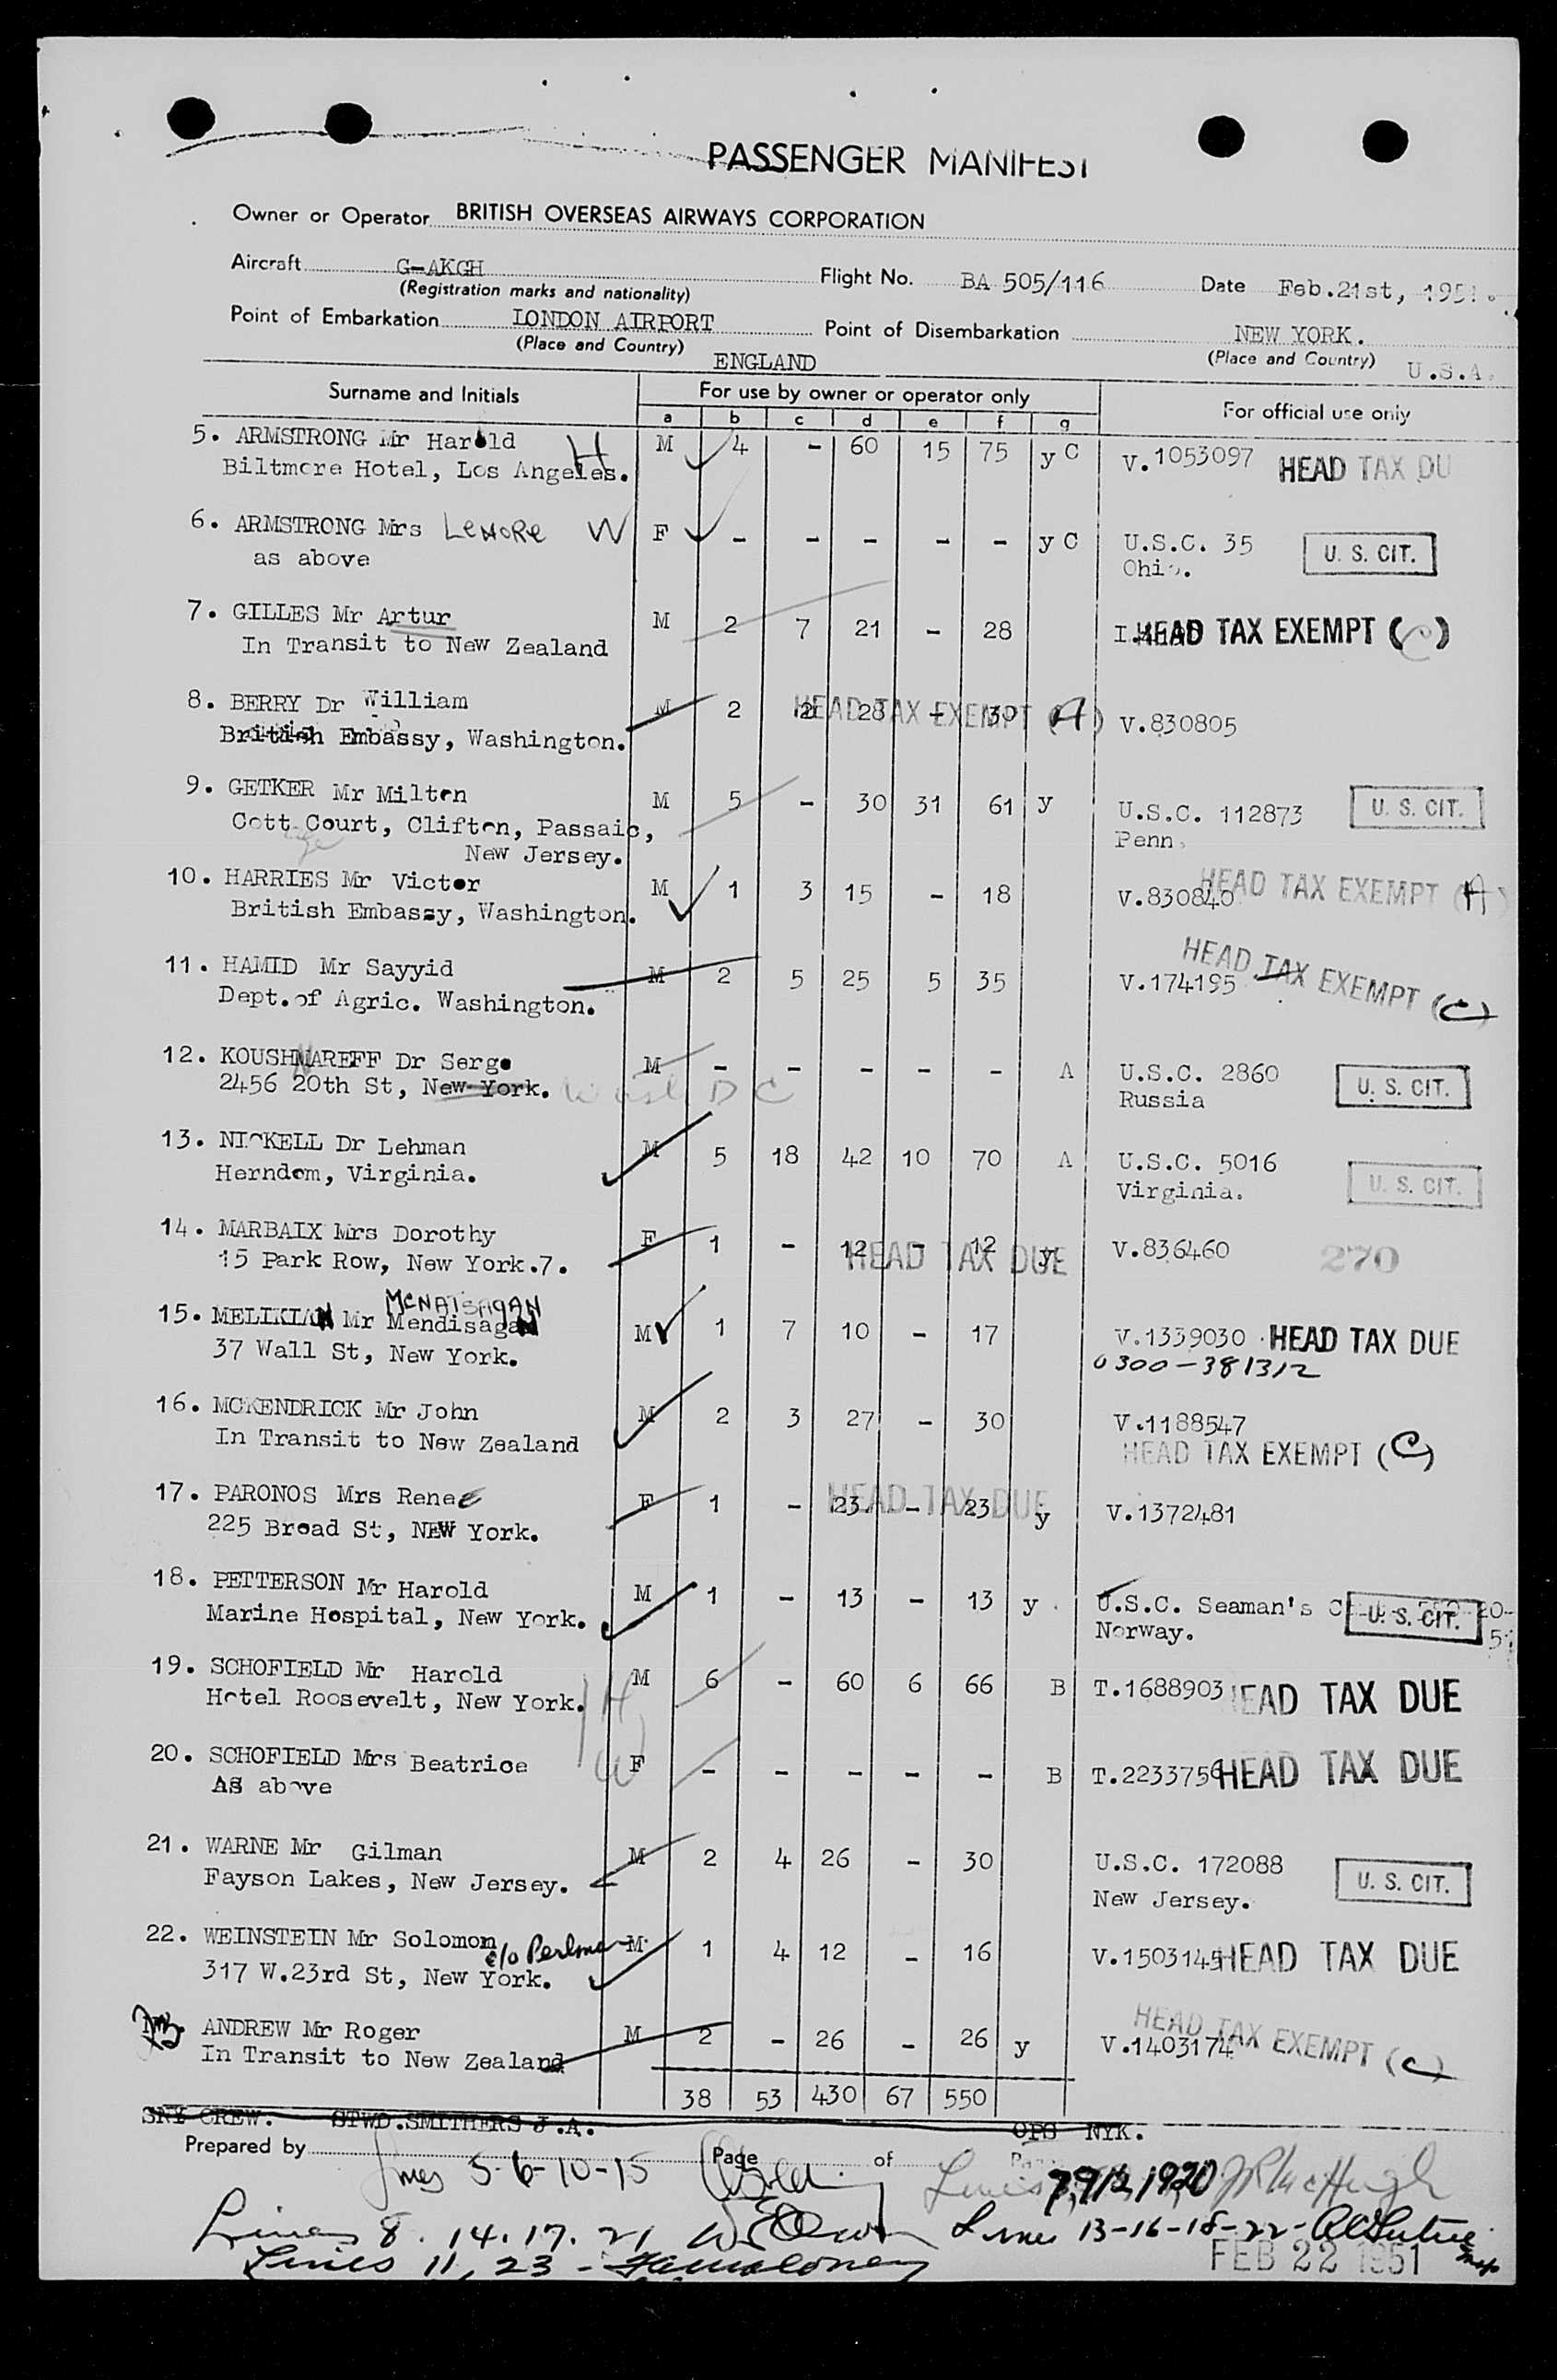 PASSENGER MANIFEST
Owner or Operator BRITISH OVERSEAS AIRWAYS CORPORATION
Aircraft G-AKGH Flight No. BA 505/116 Date Feb.21st, 1951.
(Registration marks and nationality)
Point of Embarkation LONDON AIRPORT Point of Disembarkation NEW YORK.
(Place and Country) ENGLAND (Place and Country) U.S.A.
Surname and Initials For use by owner or operator only For official use only
a b c d e f g
5. ARMSTRONG Mr Harold H M 4 - 60 15 75 y C V.1053097 HEAD TAX DU
Biltmore Hotel, Los Angeles.
6. ARMSTRONG Mrs Lenore W F - - - - - y C U.S.C. 35 U. S. CIT.
as above Ohio.
7. GILLES Mr Artur M 2 7 21 - 28 HEAD TAX EXEMPT (C)
In Transit to New Zealand
8. BERRY Dr William M 2 2 28 - 30 HEAD TAX EXEMPT (A) V.830805
British Embassy, Washington.
9. GETKER Mr Milton M 5 - 30 31 61 y U.S.C. 112873 U. S. CIT.
Cott Court, Clifton, Passaic, Penn.
New Jersey.
10. HARRIES Mr Victor M 1 3 15 - 18 V.830840 HEAD TAX EXEMPT (A)
British Embassy, Washington.
11. HAMID Mr Sayyid M 2 5 25 5 35 V.174195 HEAD TAX EXEMPT (C)
Dept.of Agric. Washington.
12. KOUSHNAREFF Dr Serge M - - - - - A U.S.C. 2860 U. S. CIT.
2456 20th St, New York. Wash D C Russia
13. NICKELL Dr Lehman M 5 18 42 10 70 A U.S.C. 5016 U. S. CIT.
Herndom, Virginia. Virginia.
14. MARBAIX Mrs Dorothy F 1 - 12 - 12 y HEAD TAX DUE V.836460 270
15 Park Row, New York.7.
McNATSAGAN
15. MELIKIAN Mr Mendisagan M 1 7 10 - 17 V.1339030 HEAD TAX DUE
37 Wall St, New York. 0300-381312
16. MCKENDRICK Mr John M 2 3 27 - 30 V.1188547
In Transit to New Zealand HEAD TAX EXEMPT (C)
17. PARONOS Mrs Renee F 1 - 23 - 23 y HEAD TAX DUE V.1372481
225 Broad St, NEW York.
18. PETTERSON Mr Harold M 1 - 13 - 13 y U.S.C. Seaman's U. S. CIT.
Marine Hospital, New York. Norway.
19. SCHOFIELD Mr Harold H M 6 - 60 6 66 B T.1688903 HEAD TAX DUE
Hotel Roosevelt, New York.
20. SCHOFIELD Mrs Beatrice W F - - - - - B T.2233756 HEAD TAX DUE
As above
21. WARNE Mr Gilman M 2 4 26 - 30 U.S.C. 172088 U. S. CIT.
Fayson Lakes, New Jersey. New Jersey.
22. WEINSTEIN Mr Solomon c/o Perlman M 1 4 12 - 16 V.1503145 HEAD TAX DUE
317 W.23rd St, New York.
ANDREW Mr Roger M 2 - 26 - 26 y V.1403174 HEAD TAX EXEMPT (C)
In Transit to New Zealand
38 53 430 67 550
SNY CREW. STWD.SMITHERS J.A. OPS NYK.
Prepared by Page of
Lines 5-6-10-15 Lines 7,9,12,19,20
Lines 8. 14. 17. 21 Lines 13-16-18-22-
Lines 11, 23 - FEB 22 1951